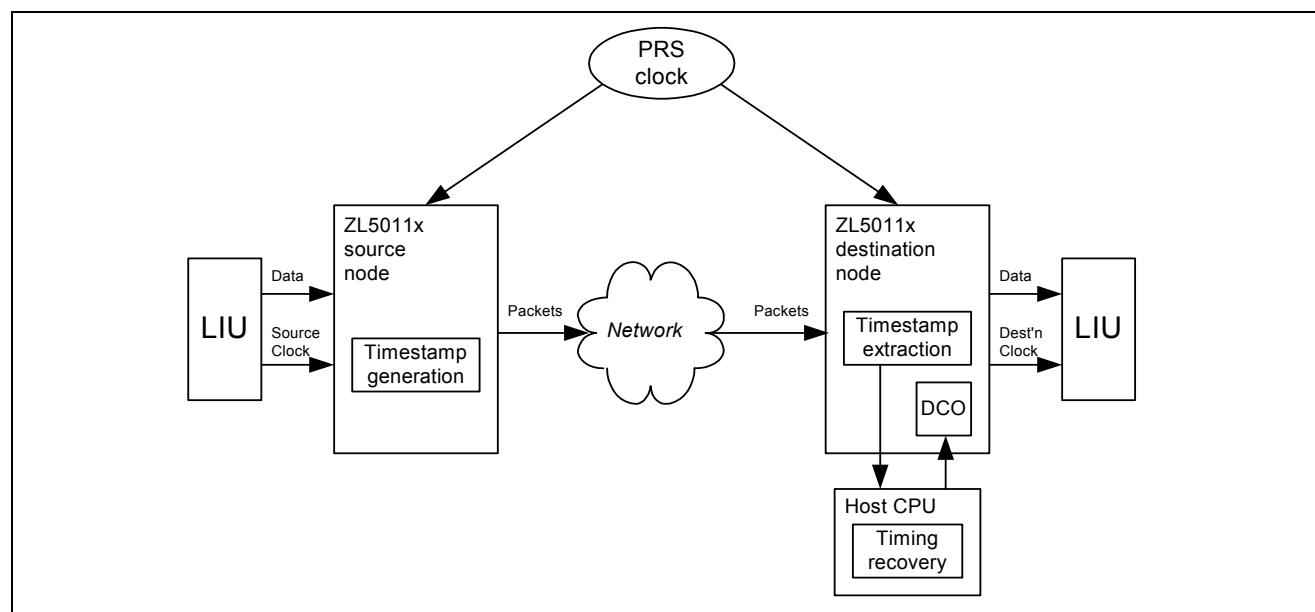 PRS
clock
ZL5011x
source
node
ZL5011x
destination
node
LIU
Data
Source
Clock
Timestamp
generation
Packets
Network
Packets
Timestamp
extraction
DCO
Data
Dest'n
Clock
LIU
Host CPU
Timing
recovery